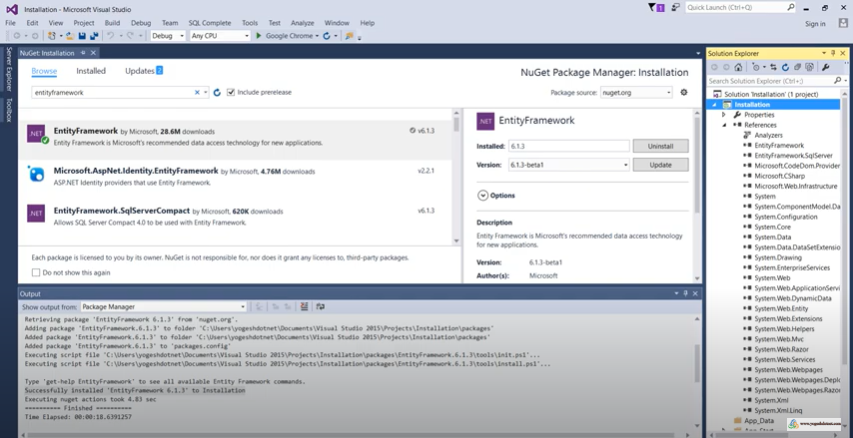 Installation - Microsoft Visual Studio
1
Quick Launch (Ctrl+Q)
File Edit View Project Build Debug Team SQL Complete Tools Test Analyze Window Help
Sign in
Debug Any CPU Google Chrome
Server Explorer
Toolbox
NuGet: Installation
Browse Installed Updates 2
NuGet Package Manager: Installation
entityframework
Include prerelease
Package source: nuget.org
.NET
EntityFramework by Microsoft, 28.6M downloads
v6.1.3
Entity Framework is Microsoft's recommended data access technology for new applications.
Microsoft.AspNet.Identity.EntityFramework by Microsoft, 4.76M downloads
v2.2.1
ASP.NET Identity providers that use Entity Framework.
.NET
EntityFramework.SqlServerCompact by Microsoft, 620K downloads
v6.1.3
Allows SQL Server Compact 4.0 to be used with Entity Framework.
Each package is licensed to you by its owner. NuGet is not responsible for, nor does it grant any licenses to, third-party packages.
Do not show this again
.NET
EntityFramework
Installed: 6.1.3 Uninstall
Version: 6.1.3-beta1 Update
Options
Description
Entity Framework is Microsoft's recommended data access technology
for new applications.
Version: 6.1.3-beta1
Author(s): Microsoft
Output
Show output from: Package Manager
Retrieving package 'EntityFramework 6.1.3' from 'nuget.org'.
Adding package 'EntityFramework.6.1.3' to folder 'C:\Users\yogeshdotnet\Documents\Visual Studio 2015\Projects\Installation\packages'
Added package 'EntityFramework.6.1.3' to folder 'C:\Users\yogeshdotnet\Documents\Visual Studio 2015\Projects\Installation\packages'
Added package 'EntityFramework.6.1.3' to 'packages.config'
Executing script file 'C:\Users\yogeshdotnet\Documents\Visual Studio 2015\Projects\Installation\packages\EntityFramework.6.1.3\tools\init.ps1'...
Executing script file 'C:\Users\yogeshdotnet\Documents\Visual Studio 2015\Projects\Installation\packages\EntityFramework.6.1.3\tools\install.ps1'...
Type 'get-help EntityFramework' to see all available Entity Framework commands.
Successfully installed 'EntityFramework 6.1.3' to Installation
Executing nuget actions took 4.83 sec
========== Finished ==========
Time Elapsed: 00:00:18.6391257
Solution Explorer
Search Solution Explorer (Ctrl+;)
Solution 'Installation' (1 project)
Installation
Properties
References
Analyzers
EntityFramework
EntityFramework.SqlServer
Microsoft.CodeDom.Provider
Microsoft.CSharp
Microsoft.Web.Infrastructure
System
System.ComponentModel.Da
System.Configuration
System.Core
System.Data
System.Data.DataSetExtensio
System.Drawing
System.EnterpriseServices
System.Web
System.Web.ApplicationServi
System.Web.DynamicData
System.Web.Entity
System.Web.Extensions
System.Web.Helpers
System.Web.Mvc
System.Web.Razor
System.Web.Services
System.Web.Webpages
System.Web.Webpages.Deplo
System.Web.Webpages.Razor
System.Xml
System.Xml.Linq
App_Data
App_Start
www.yogeshdotnet.com